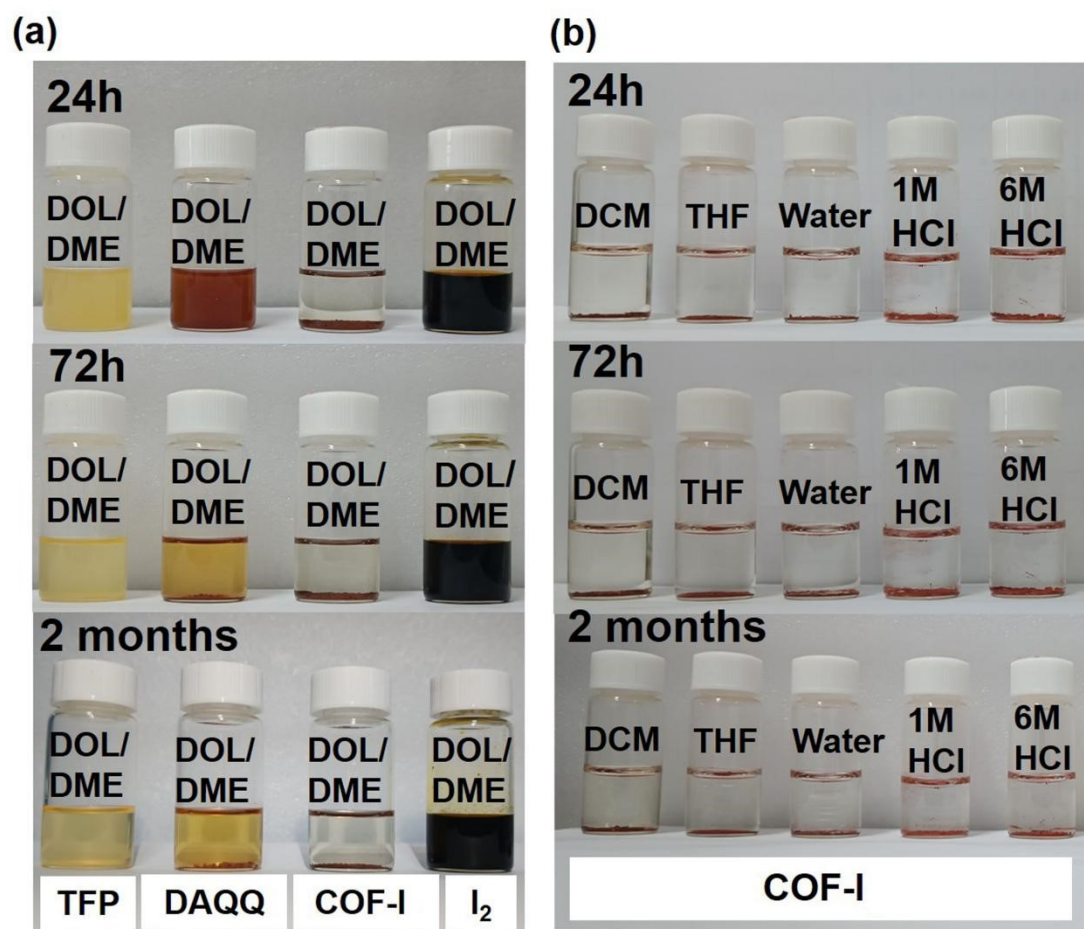 (a)
24h
DOL/ DOL/ DOL/ DOL/
DME DME DME DME
72h
DOL/ DOL/ DOL/ DOL/
DME DME DME DME
2 months
DOL/ DOL/ DOL/ DOL/
DME DME DME DME
TFP DAQQ COF-I I₂
(b)
24h
DCM THF Water 1M HCl 6M HCl
72h
DCM THF Water 1M HCl 6M HCl
2 months
DCM THF Water 1M HCl 6M HCl
COF-I